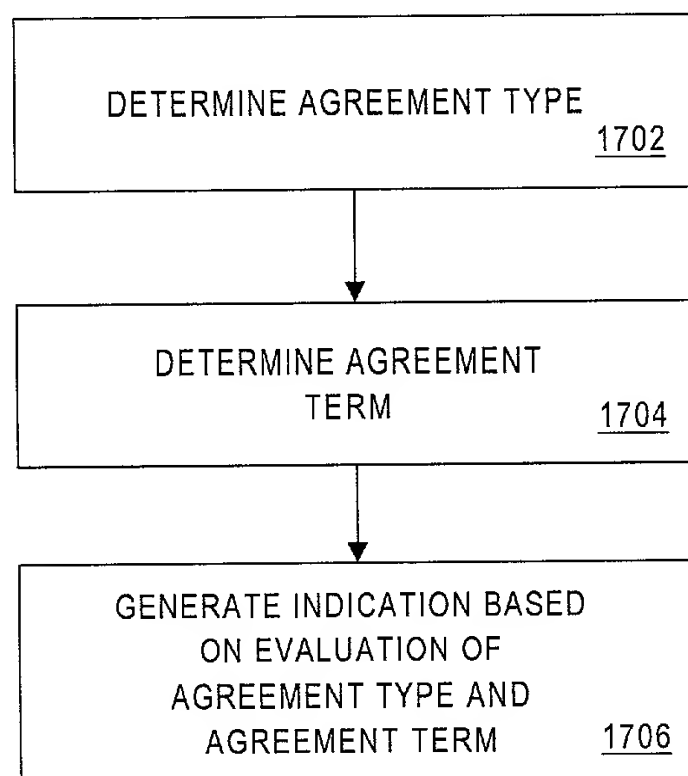 DETERMINE AGREEMENT TYPE
1702
DETERMINE AGREEMENT
TERM
1704
GENERATE INDICATION BASED
ON EVALUATION OF
AGREEMENT TYPE AND
AGREEMENT TERM
1706